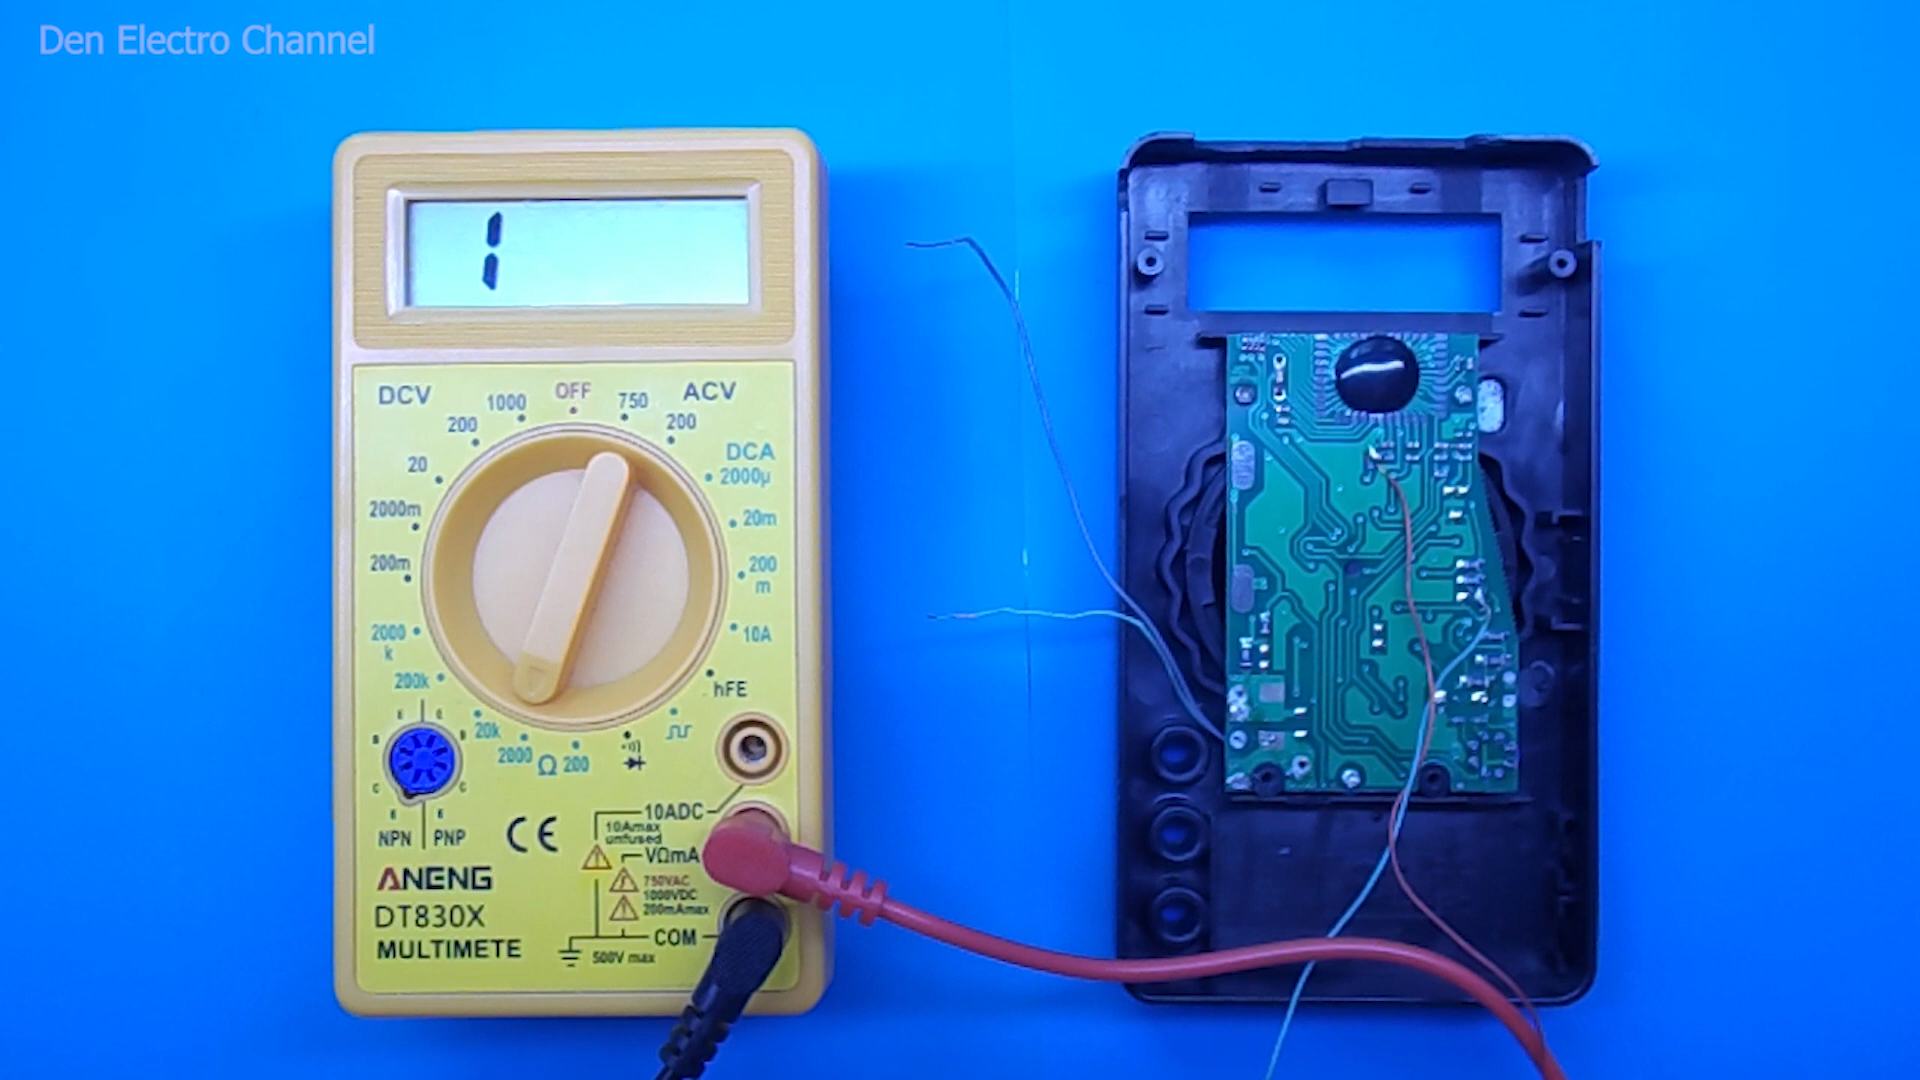 Den Electro Channel
1
DCV
OFF
ACV
1000
750
200
200
DCA
20
2000µ
2000m
20m
200m
200
m
2000
k
10A
200k
hFE
20k
2000
Ω
200
E
C
B
B
C
C
E
E
NPN
PNP
CE
10ADC
10Amax
unfused
VΩmA
750VAC
1000VDC
200mAmax
COM
500V max
ANENG
DT830X
MULTIMETE